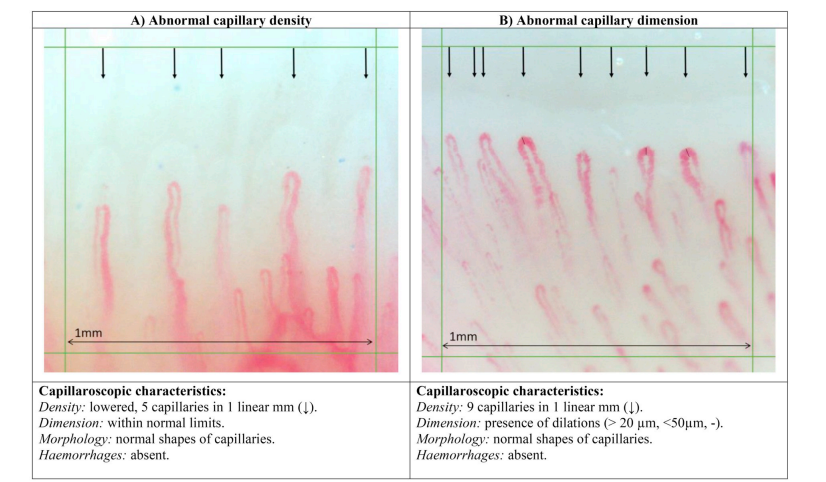 A) Abnormal capillary density
B) Abnormal capillary dimension
1mm
1mm
Capillaroscopic characteristics:
Density: lowered, 5 capillaries in 1 linear mm (↓).
Dimension: within normal limits.
Morphology: normal shapes of capillaries.
Haemorrhages: absent.
Capillaroscopic characteristics:
Density: 9 capillaries in 1 linear mm (↓).
Dimension: presence of dilations (> 20 µm, <50µm, -).
Morphology: normal shapes of capillaries.
Haemorrhages: absent.